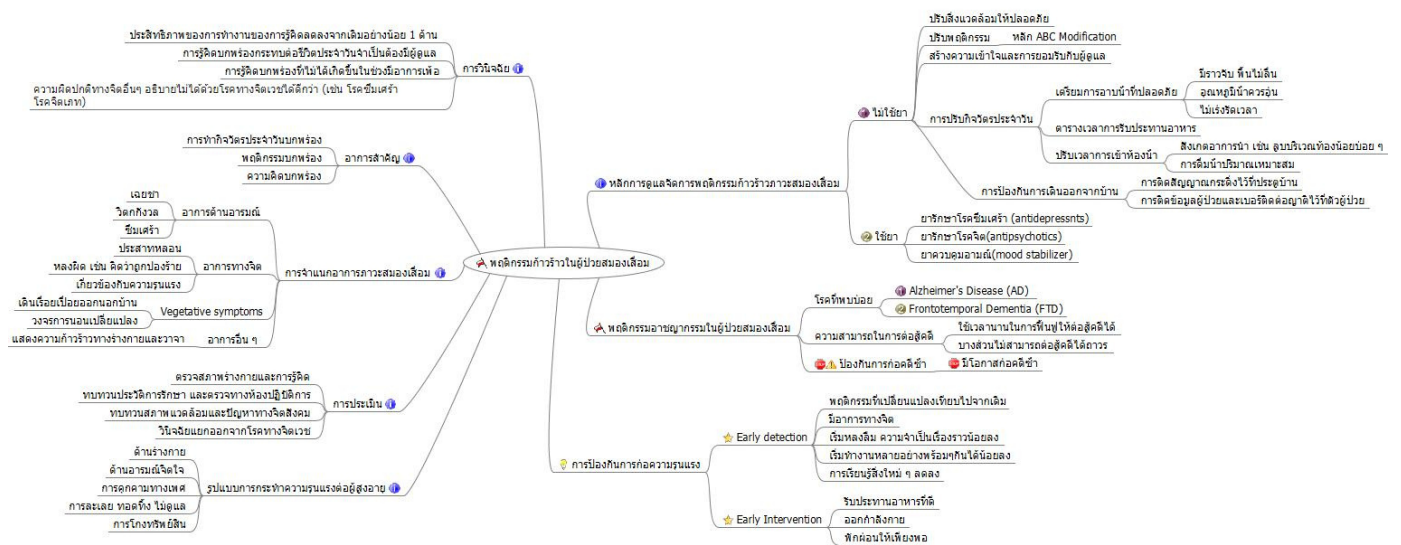 พฤติกรรมก้าวร้าวในผู้ป่วยสมองเสื่อม
การวินิจฉัย
ประสิทธิภาพของการทำงานของการรู้คิดลดลงจากเดิมอย่างน้อย 1 ด้าน
การรู้คิดบกพร่องกระทบต่อชีวิตประจำวันจำเป็นต้องมีผู้ดูแล
การรู้คิดบกพร่องที่ไม่ได้เกิดขึ้นในช่วงมีอาการเพ้อ
ความผิดปกติทางจิตอื่นๆ อธิบายไม่ได้ด้วยโรคทางจิตเวชได้ดีกว่า (เช่น โรคซึมเศร้า
โรคจิตเภท)
อาการสำคัญ
การทำกิจวัตรประจำวันบกพร่อง
พฤติกรรมบกพร่อง
ความคิดบกพร่อง
การจำแนกอาการภาวะสมองเสื่อม
อาการด้านอารมณ์
เฉยชา
วิตกกังวล
ซึมเศร้า
อาการทางจิต
ประสาทหลอน
หลงผิด เช่น คิดว่าถูกปองร้าย
เกี่ยวข้องกับความรุนแรง
Vegetative symptoms
เดินเรื่อยเปื่อยออกนอกบ้าน
วงจรการนอนเปลี่ยแปลง
อาการอื่น ๆ
แสดงความก้าวร้าวทางร่างกายและวาจา
การประเมิน
ตรวจสภาพร่างกายและการรู้คิด
ทบทวนประวัติการรักษา และตรวจทางห้องปฏิบัติการ
ทบทวนสภาพแวดล้อมและปัญหาทางจิตสังคม
วินิจฉัยแยกออกจากโรคทางจิตเวช
รูปแบบการกระทำความรุนแรงต่อผู้สูงอายุ
ด้านร่างกาย
ด้านอารมณ์จิตใจ
การคุกคามทางเพศ
การละเลย ทอดทิ้ง ไม่ดูแล
การโกงทรัพย์สิน
หลักการดูแลจัดการพฤติกรรมก้าวร้าวภาวะสมองเสื่อม
ไม่ใช้ยา
ปรับสิ่งแวดล้อมให้ปลอดภัย
ปรับพฤติกรรม
หลัก ABC Modification
สร้างความเข้าใจและการยอมรับกับผู้ดูแล
การปรับกิจวัตรประจำวัน
เตรียมการอาบน้ำที่ปลอดภัย
มีราวจับ พื้นไม่ลื่น
อุณหภูมิน้ำควรอุ่น
ไม่เร่งรัดเวลา
ตารางเวลาการรับประทานอาหาร
ปรับเวลาการเข้าห้องน้ำ
สังเกตอาการนำ เช่น ลูบบริเวณท้องน้อยบ่อย ๆ
การดื่มน้ำปริมาณเหมาะสม
การป้องกันการเดินออกจากบ้าน
การติดสัญญาณกระดิ่งไว้ที่ประตูบ้าน
การติดข้อมูลผู้ป่วยและเบอร์ติดต่อญาติไว้ที่ตัวผู้ป่วย
ใช้ยา
ยารักษาโรคซึมเศร้า (antidepressnts)
ยารักษาโรคจิต(antipsychotics)
ยาควบคุมอามณ์(mood stabilizer)
พฤติกรรมอาชญากรรมในผู้ป่วยสมองเสื่อม
โรคที่พบบ่อย
Alzheimer's Disease (AD)
Frontotemporal Dementia (FTD)
ความสามารถในการต่อสู้คดี
ใช้เวลานานในการฟื้นฟูให้ต่อสู้คดีได้
บางส่วนไม่สามารถต่อสู้คดีได้ถาวร
ป้องกันการก่อคดีซ้ำ
มีโอกาสก่อคดีซ้ำ
การป้องกันการก่อความรุนแรง
Early detection
พฤติกรรมที่เปลี่ยนแปลงเทียบไปจากเดิม
มีอาการทางจิต
เริ่มหลงลืม ความจำเป็นเรื่องราวน้อยลง
เริ่มทำงานหลายอย่างพร้อมๆกันได้น้อยลง
การเรียนรู้สิ่งใหม่ ๆ ลดลง
Early Intervention
รับประทานอาหารที่ดี
ออกกำลังกาย
พักผ่อนให้เพียงพอ